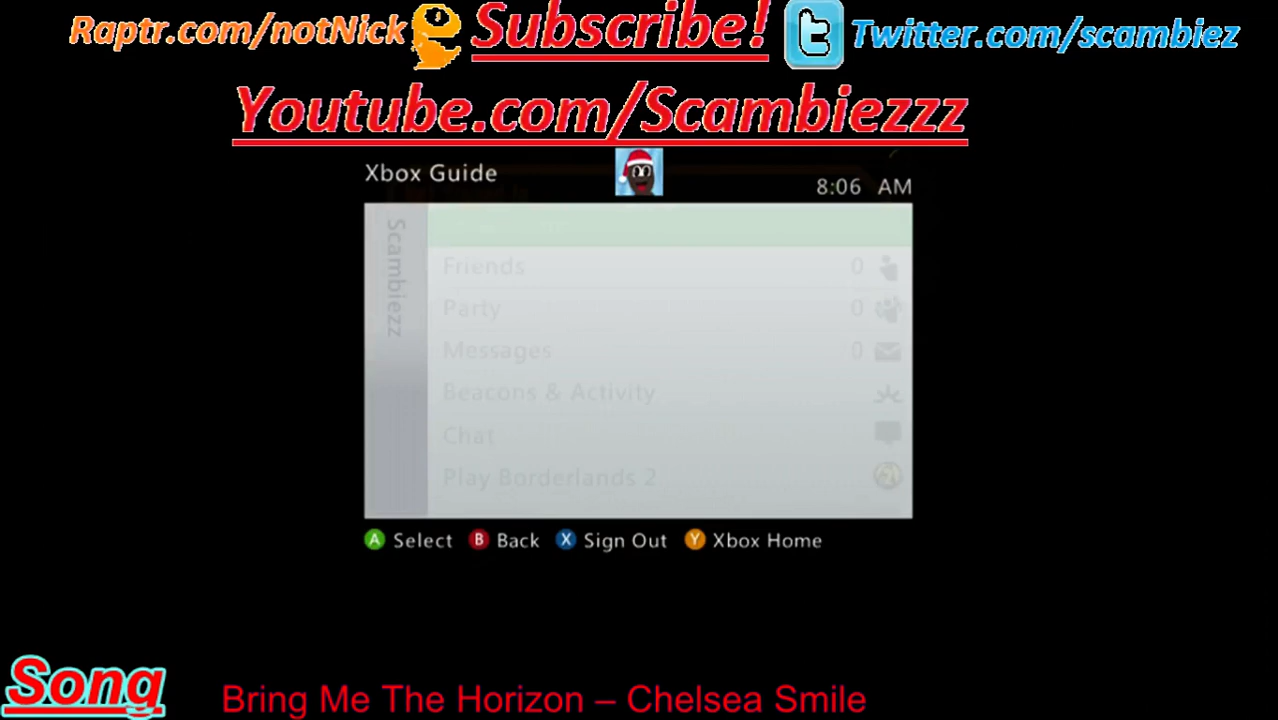 Raptr.com/notNick Subscribe! Twitter.com/scambiez
Youtube.com/Scambiezzz
Xbox Guide
8:06 AM
Scambiezz
Friends 0
Party 0
Messages 0
Beacons & Activity
Chat
Play Borderlands 2
A Select B Back X Sign Out Y Xbox Home
Song
Bring Me The Horizon – Chelsea Smile